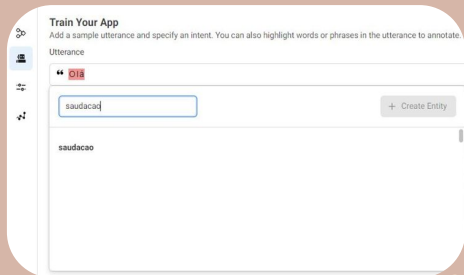 Train Your App
Add a sample utterance and specify an intent. You can also highlight words or phrases in the utterance to annotate.
Utterance
❝ Olá
saudacao
+ Create Entity
saudacao